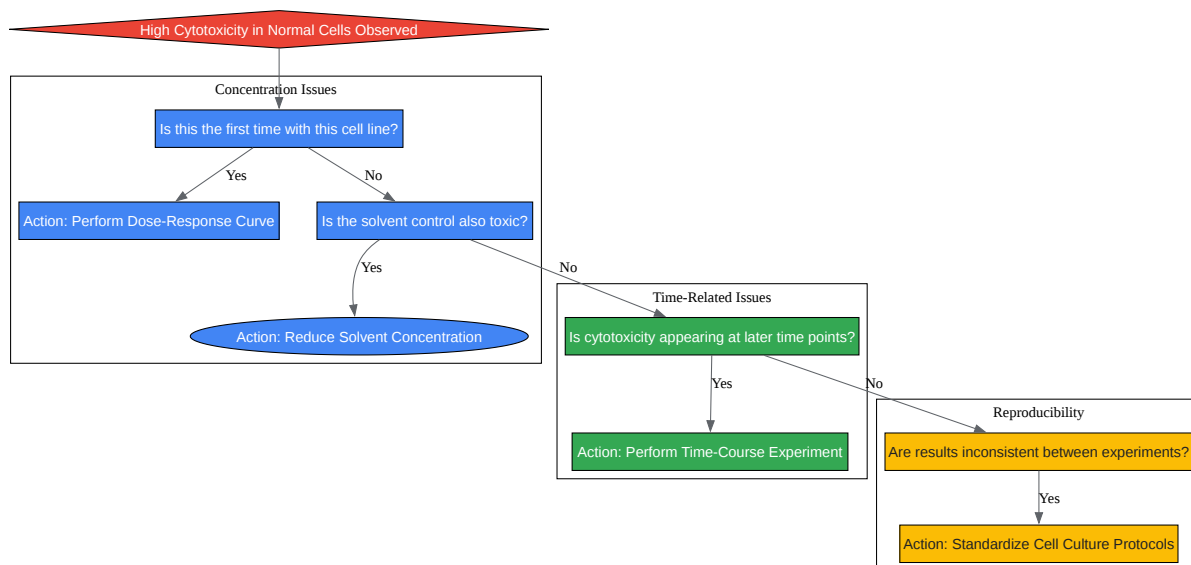 High Cytotoxicity in Normal Cells Observed
Concentration Issues
Is this the first time with this cell line?
Yes
No
Action: Perform Dose-Response Curve
Is the solvent control also toxic?
Yes
No
Action: Reduce Solvent Concentration
Time-Related Issues
Is cytotoxicity appearing at later time points?
Yes
No
Action: Perform Time-Course Experiment
Reproducibility
Are results inconsistent between experiments?
Yes
Action: Standardize Cell Culture Protocols